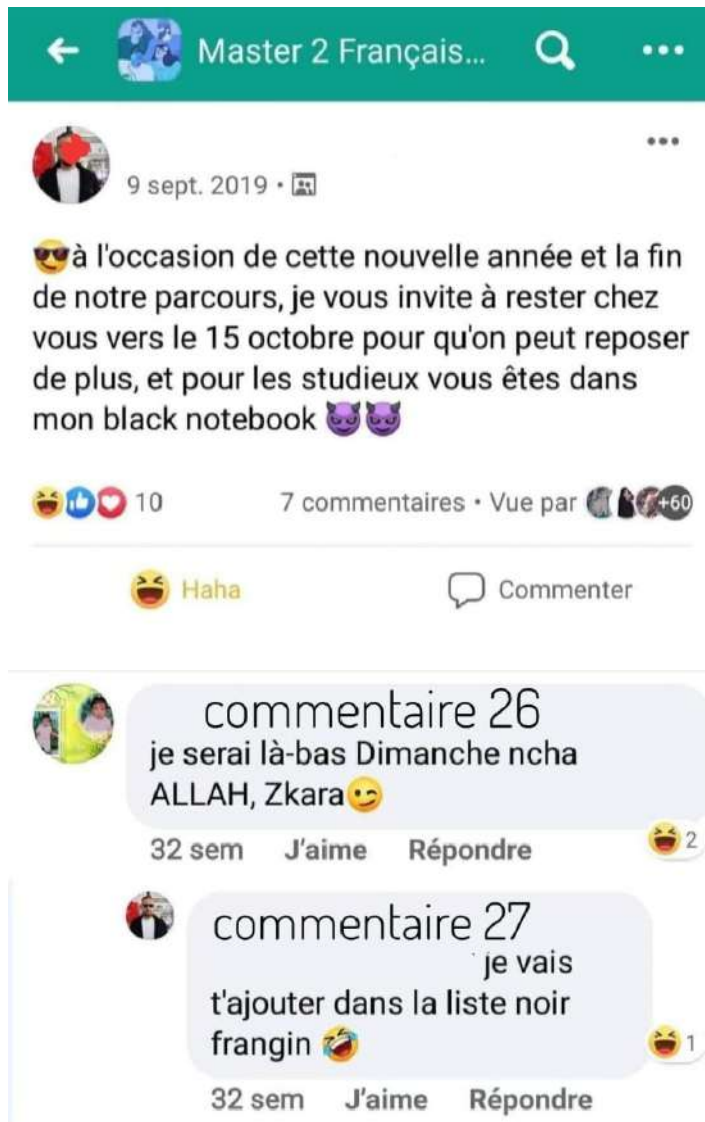 Master 2 Français...
9 sept. 2019
à l'occasion de cette nouvelle année et la fin
de notre parcours, je vous invite à rester chez
vous vers le 15 octobre pour qu'on peut reposer
de plus, et pour les studieux vous êtes dans
mon black notebook
10
7 commentaires • Vue par +60
Haha
Commenter
commentaire 26
je serai là-bas Dimanche ncha
ALLAH, Zkara
2
32 sem J'aime Répondre
commentaire 27
je vais
t'ajouter dans la liste noir
frangin
1
32 sem J'aime Répondre